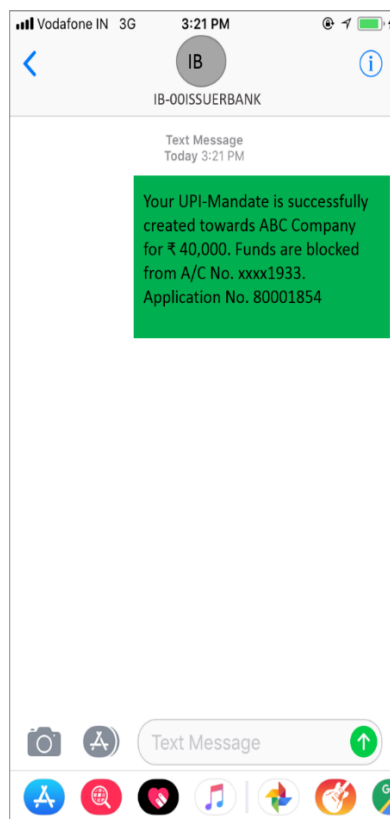 Vodafone IN 3G 3:21 PM
IB
IB-00ISSUERBANK
Text Message
Today 3:21 PM
Your UPI-Mandate is successfully
created towards ABC Company
for ₹ 40,000. Funds are blocked
from A/C No. xxxx1933.
Application No. 80001854
Text Message
G